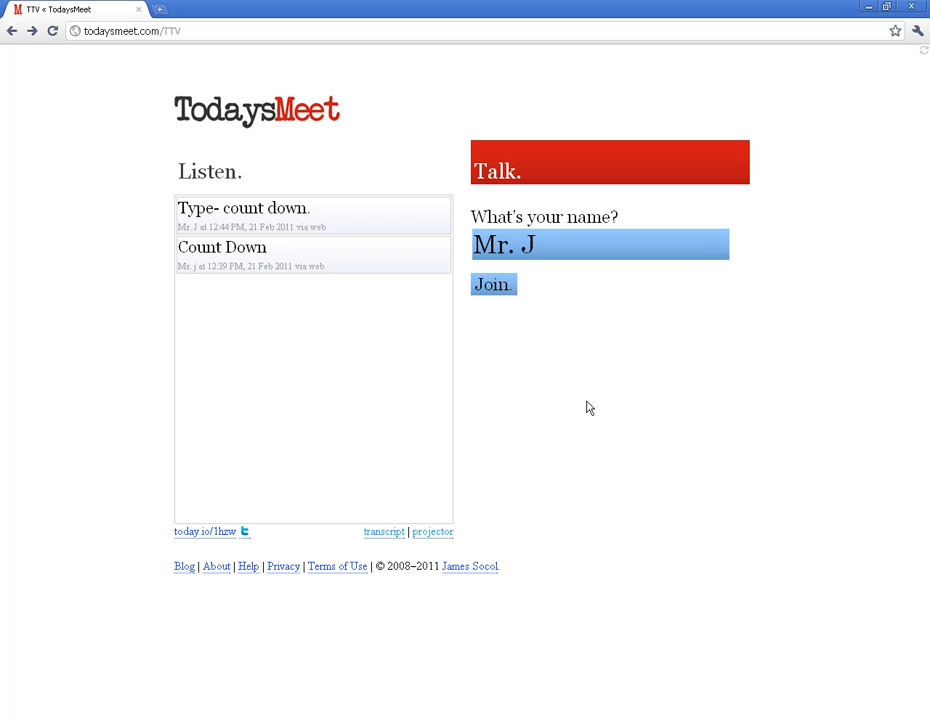 TTV « TodaysMeet
todaysmeet.com/TTV
TodaysMeet
Listen.
Type- count down.
Mr. J at 12:44 PM, 21 Feb 2011 via web
Count Down
Mr. j at 12:39 PM, 21 Feb 2011 via web
today.io/1hzw
transcript | projector
Talk.
What's your name?
Mr. J
Join.
Blog | About | Help | Privacy | Terms of Use | © 2008–2011 James Socol.